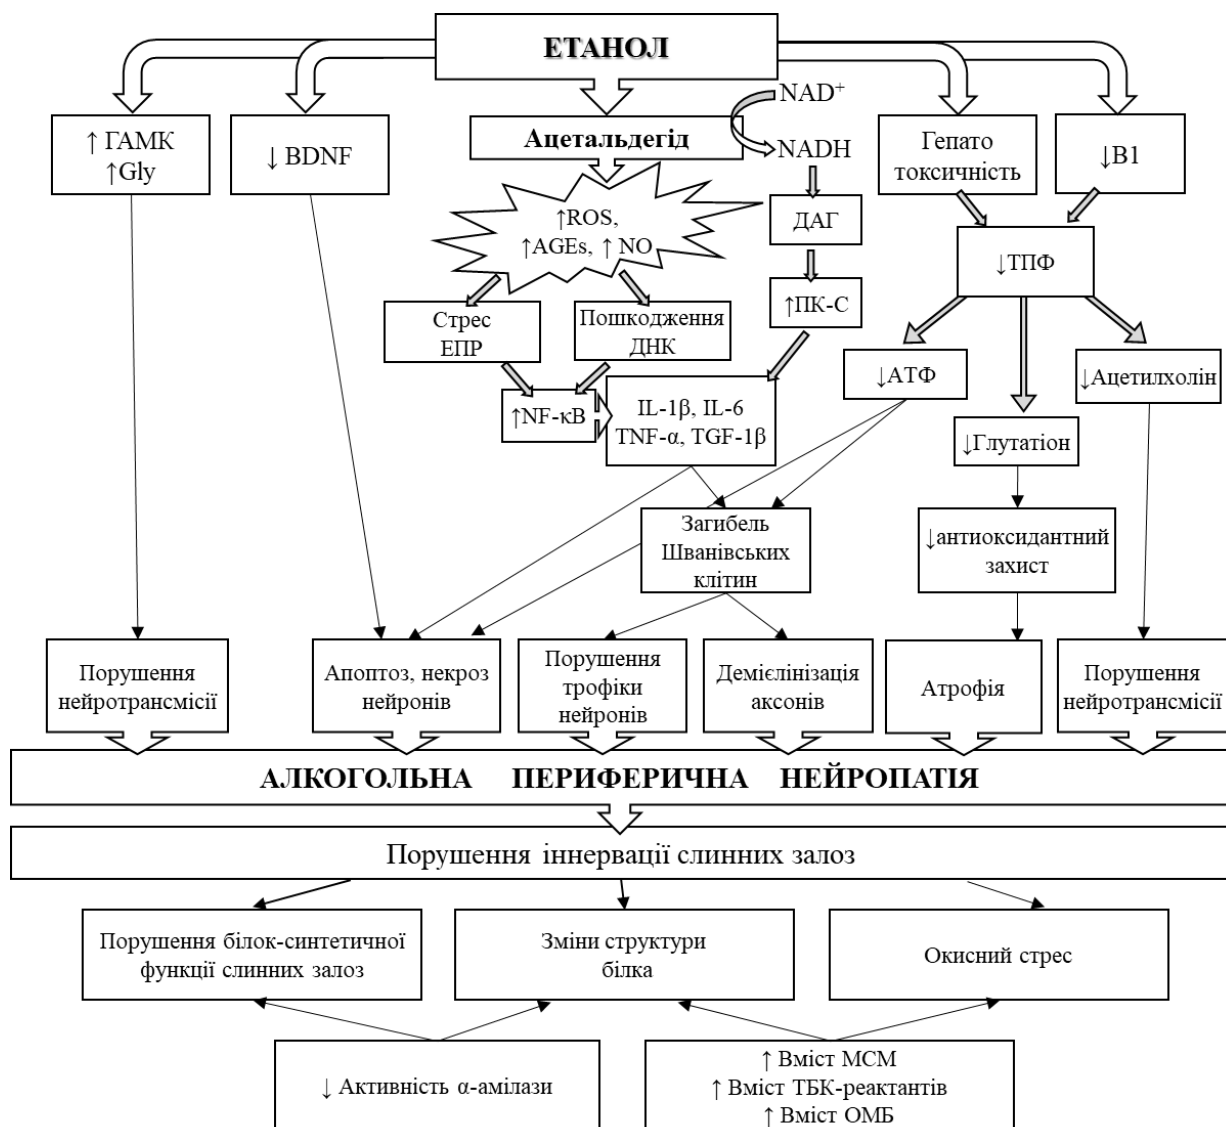 ЕТАНОЛ
↑ ГАМК
↑Gly
↓ BDNF
Ацетальдегід
NAD⁺
NADH
Гепато
токсичність
↓В1
↑ROS,
↑AGEs, ↑ NO
ДАГ
↓ТПФ
Стрес
ЕПР
Пошкодження
ДНК
↑ПК-С
↓АТФ
↓Ацетилхолін
↑NF-κB
IL-1β, IL-6
TNF-α, TGF-1β
↓Глутатіон
Загибель
Шванівських
клітин
↓антиоксидантний
захист
Порушення
нейротрансмісії
Апоптоз, некроз
нейронів
Порушення
трофіки
нейронів
Демієлінізація
аксонів
Атрофія
Порушення
нейротрансмісії
АЛКОГОЛЬНА ПЕРИФЕРИЧНА НЕЙРОПАТІЯ
Порушення іннервації слинних залоз
Порушення білок-синтетичної
функції слинних залоз
Зміни структури
білка
Окисний стрес
↓ Активність α-амілази
↑ Вміст МСМ
↑ Вміст ТБК-реактантів
↑ Вміст ОМБ